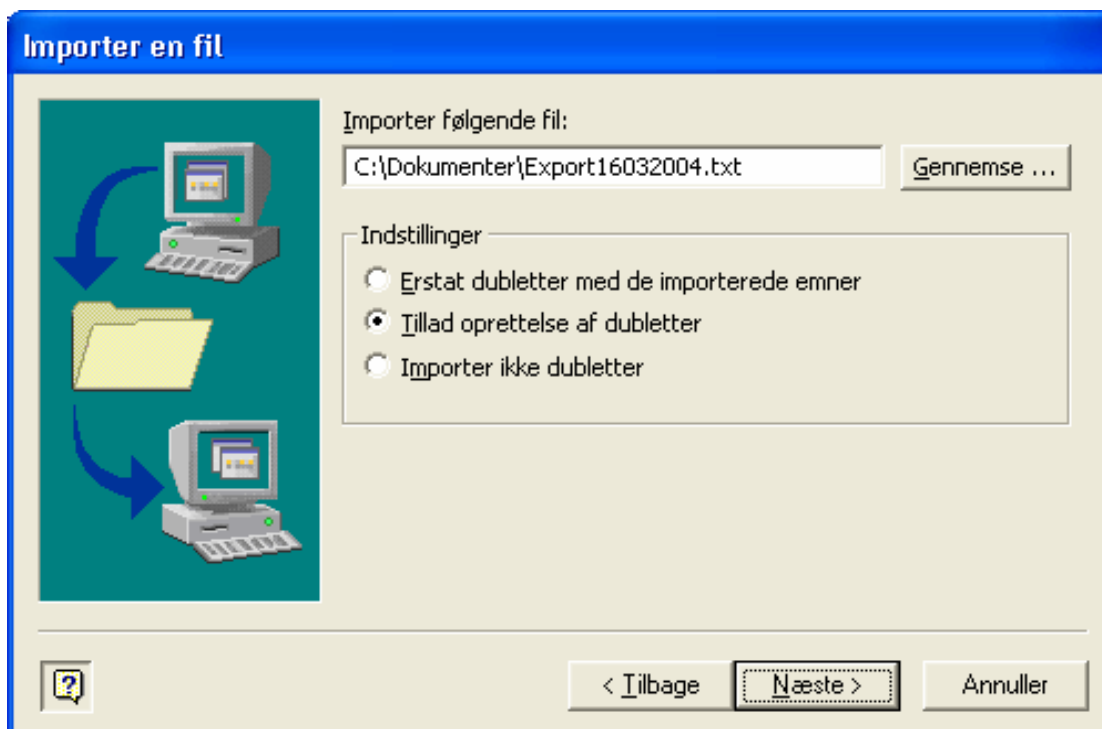 Importer en fil
Importer følgende fil:
C:\Dokumenter\Export16032004.txt
Gennemse ...
Indstillinger
Erstat dubletter med de importerede emner
Tillad oprettelse af dubletter
Importer ikke dubletter
?
< Tilbage
Næste >
Annuller